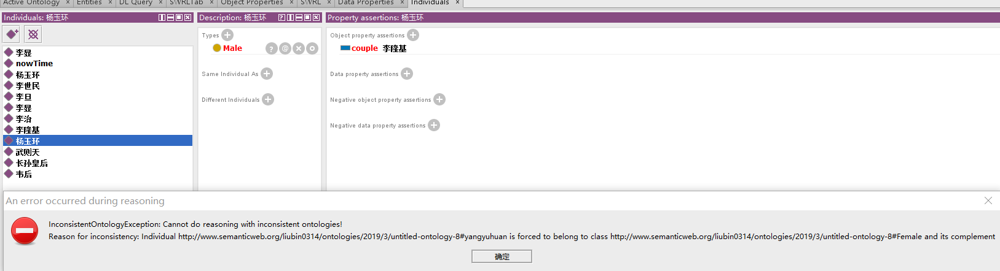 Active Ontology × Entities × DL Query × SWRLTab × Object Properties × SWRL × Data Properties × Individuals ×
Individuals: 杨玉环
Description: 杨玉环
Property assertions: 杨玉环
李显
nowTime
杨玉环
李世民
李旦
李显
李治
李隆基
杨玉环
武则天
长孙皇后
韦后
Types
Male
Same Individual As
Different Individuals
Object property assertions
couple 李隆基
Data property assertions
Negative object property assertions
Negative data property assertions
An error occurred during reasoning
InconsistentOntologyException: Cannot do reasoning with inconsistent ontologies!
Reason for inconsistency: Individual http://www.semanticweb.org/liubin0314/ontologies/2019/3/untitled-ontology-8#yangyuhuan is forced to belong to class http://www.semanticweb.org/liubin0314/ontologies/2019/3/untitled-ontology-8#Female and its complement
确定